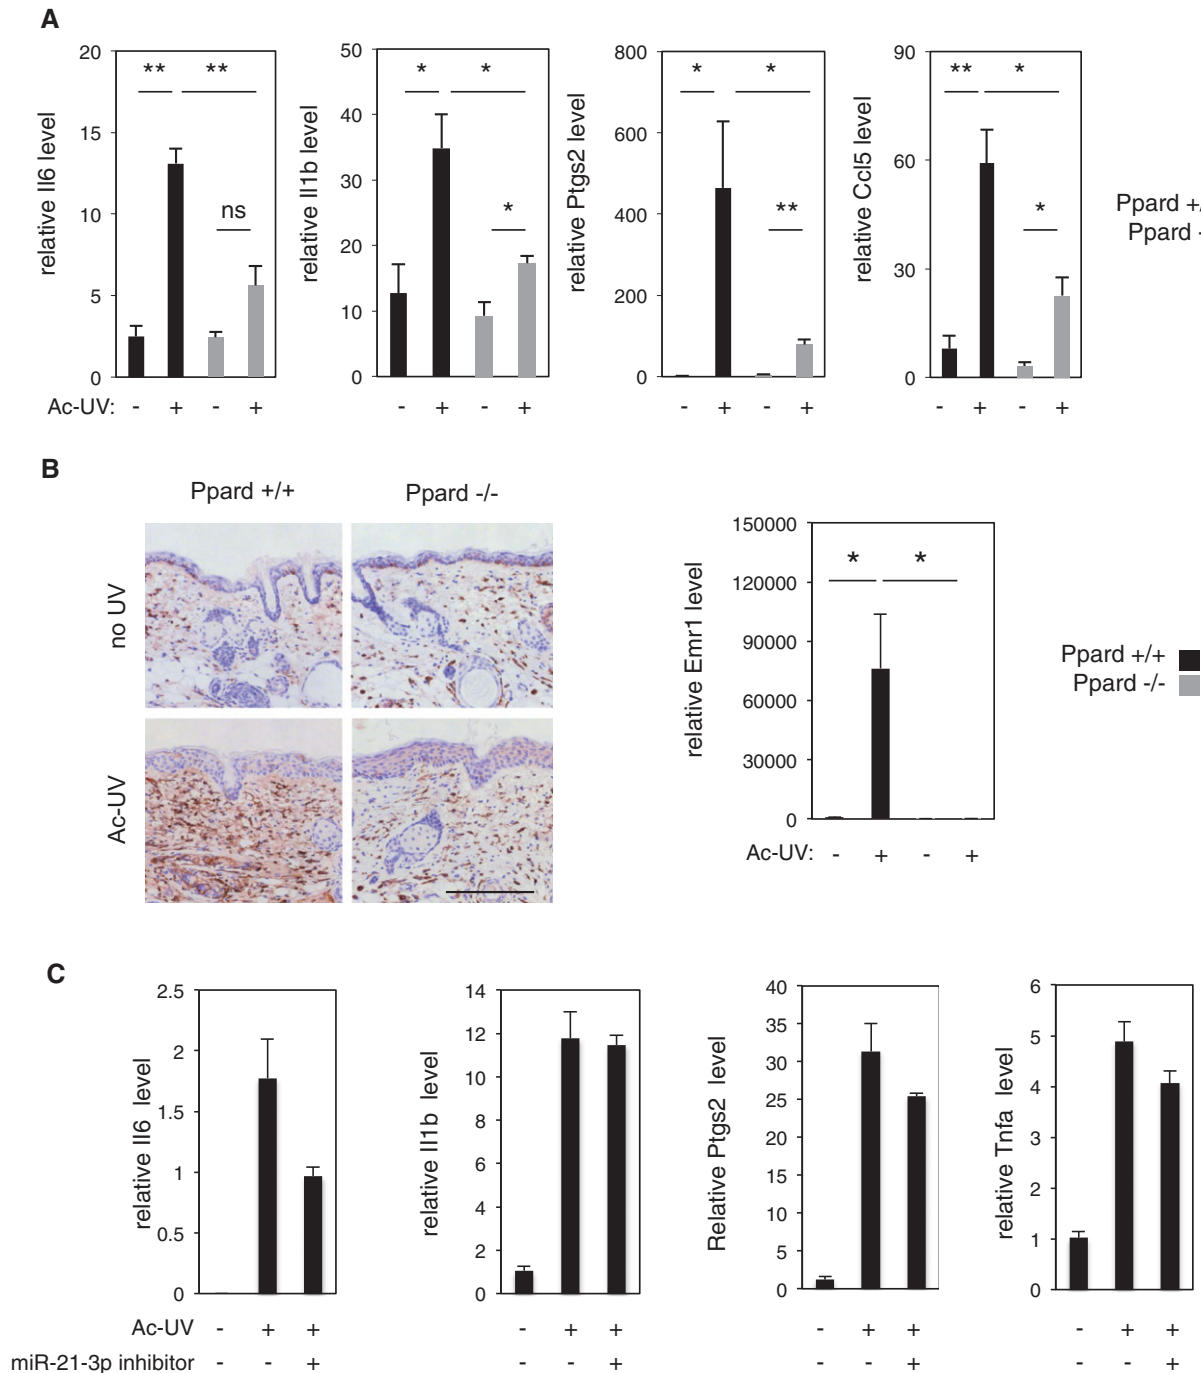 A
relative Il6 level
20
15
10
5
0
** **
ns
relative Il1b level
50
40
30
20
10
0
* *
*
relative Ptgs2 level
800
600
400
200
0
* *
**
relative Ccl5 level
90
60
30
0
** *
*
Ppard +/
Ppard -
Ac-UV: - + - + - + - + - + - + - + - +
B
Ppard +/+ Ppard -/-
no UV
Ac-UV
relative Emr1 level
150000
120000
90000
60000
30000
0
* *
Ac-UV: - + - +
Ppard +/+
Ppard -/-
C
relative Il6 level
2.5
2
1.5
1
0.5
0
relative Il1b level
14
12
10
8
6
4
2
0
Relative Ptgs2 level
40
35
30
25
20
15
10
5
0
relative Tnfa level
6
5
4
3
2
1
0
Ac-UV - + + - + + - + + - + +
miR-21-3p inhibitor - - + - - + - - + - - +